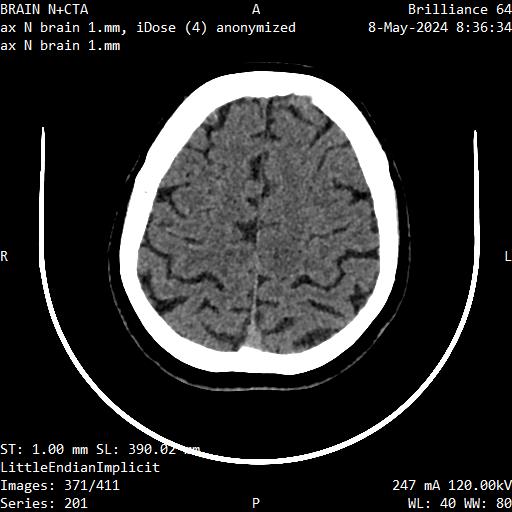 BRAIN N+CTA A Brilliance 64
ax N brain 1.mm, iDose (4) anonymized 8-May-2024 8:36:34
ax N brain 1.mm
R L
ST: 1.00 mm SL: 390.02 mm
LittleEndianImplicit
Images: 371/411 247 mA 120.00kV
Series: 201 P WL: 40 WW: 80